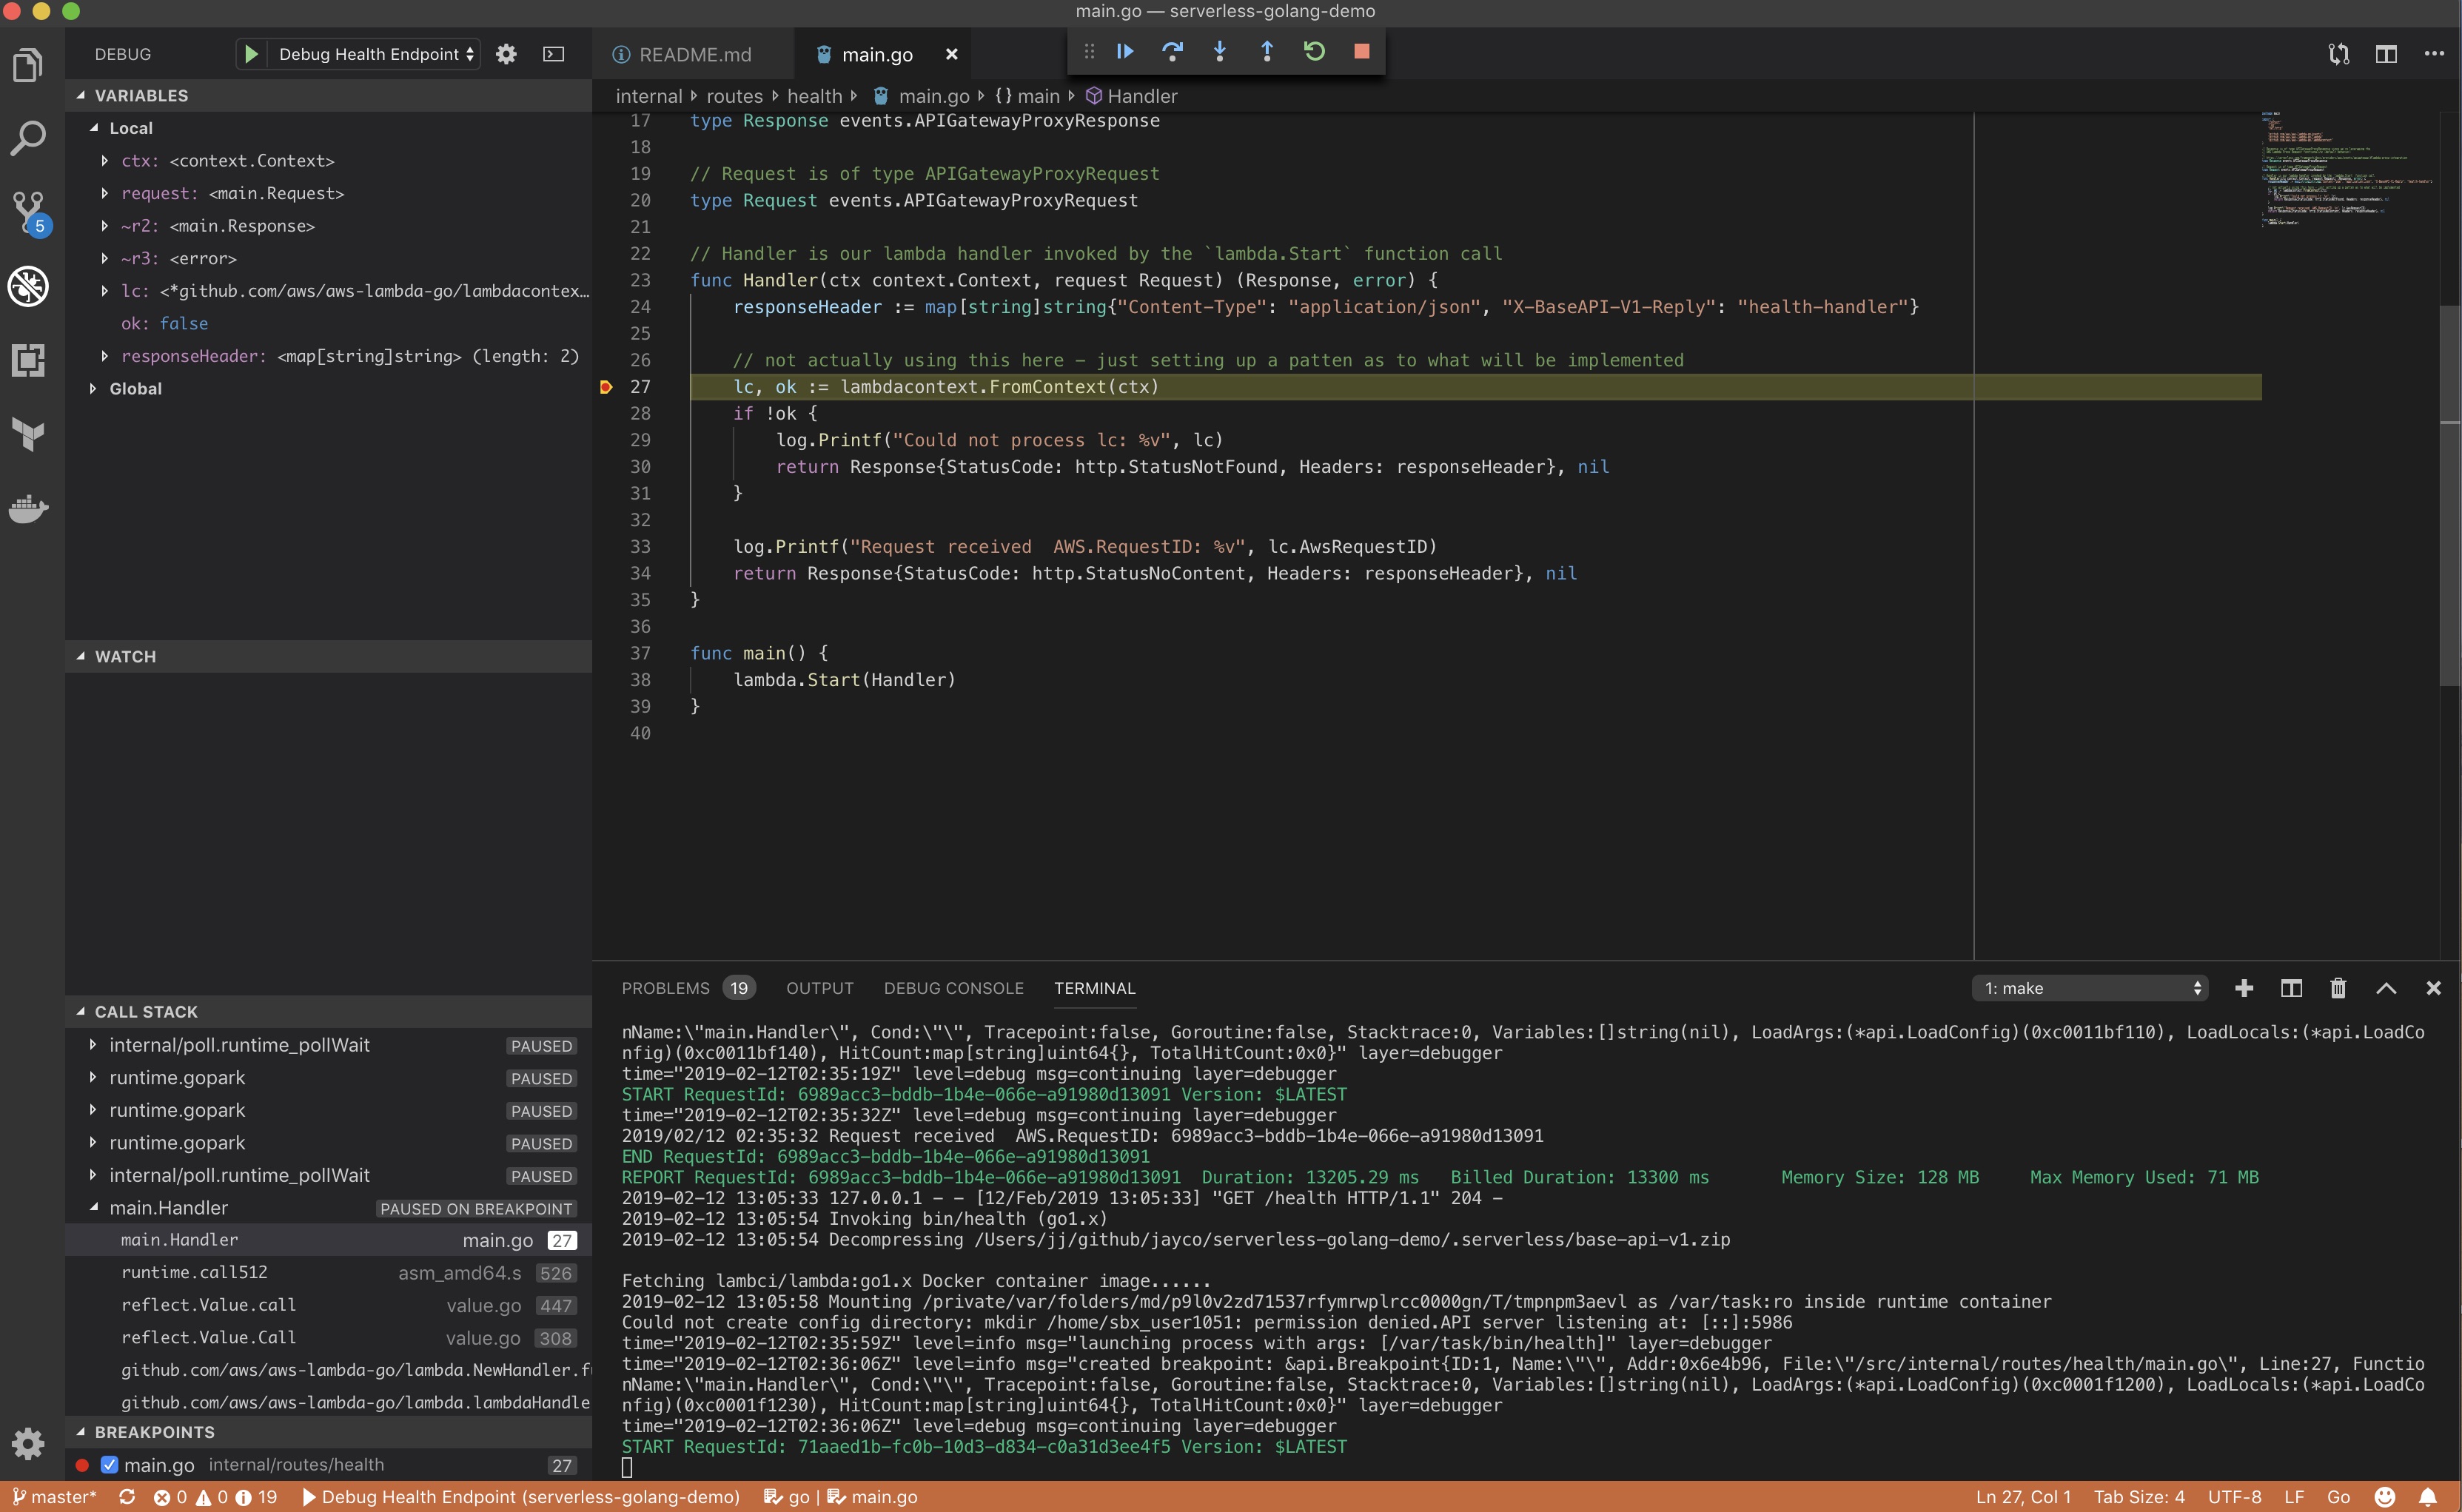 main.go — serverless-golang-demo
DEBUG
Debug Health Endpoint
README.md
main.go
VARIABLES
Local
ctx: <context.Context>
request: <main.Request>
~r2: <main.Response>
~r3: <error>
lc: <*github.com/aws/aws-lambda-go/lambdacontex…
ok: false
responseHeader: <map[string]string> (length: 2)
Global
WATCH
CALL STACK
internal/poll.runtime_pollWait PAUSED
runtime.gopark PAUSED
runtime.gopark PAUSED
runtime.gopark PAUSED
internal/poll.runtime_pollWait PAUSED
main.Handler PAUSED ON BREAKPOINT
main.Handler main.go 27
runtime.call512 asm_amd64.s 526
reflect.Value.call value.go 447
reflect.Value.Call value.go 308
github.com/aws/aws-lambda-go/lambda.NewHandler.f
github.com/aws/aws-lambda-go/lambda.lambdaHandle
BREAKPOINTS
main.go internal/routes/health 27
5
internal health main.go {} main Handler
internal routes health main.go {} main Handler
17 type Response events.APIGatewayProxyResponse
18
19 // Request is of type APIGatewayProxyRequest
20 type Request events.APIGatewayProxyRequest
21
22 // Handler is our lambda handler invoked by the `lambda.Start` function call
23 func Handler(ctx context.Context, request Request) (Response, error) {
24 responseHeader := map[string]string{"Content-Type": "application/json", "X-BaseAPI-V1-Reply": "health-handler"}
25
26 // not actually using this here - just setting up a patten as to what will be implemented
27 lc, ok := lambdacontext.FromContext(ctx)
28 if !ok {
29 log.Printf("Could not process lc: %v", lc)
30 return Response{StatusCode: http.StatusNotFound, Headers: responseHeader}, nil
31 }
32
33 log.Printf("Request received  AWS.RequestID: %v", lc.AwsRequestID)
34 return Response{StatusCode: http.StatusNoContent, Headers: responseHeader}, nil
35 }
36
37 func main() {
38 lambda.Start(Handler)
39 }
40
PROBLEMS 19 OUTPUT DEBUG CONSOLE TERMINAL 1: make
nName:\"main.Handler\", Cond:\"\", Tracepoint:false, Goroutine:false, Stacktrace:0, Variables:[]string(nil), LoadArgs:(*api.LoadConfig)(0xc0011bf110), LoadLocals:(*api.LoadCo
nfig)(0xc0011bf140), HitCount:map[string]uint64{}, TotalHitCount:0x0}" layer=debugger
time="2019-02-12T02:35:19Z" level=debug msg=continuing layer=debugger
START RequestId: 6989acc3-bddb-1b4e-066e-a91980d13091 Version: $LATEST
time="2019-02-12T02:35:32Z" level=debug msg=continuing layer=debugger
2019/02/12 02:35:32 Request received  AWS.RequestID: 6989acc3-bddb-1b4e-066e-a91980d13091
END RequestId: 6989acc3-bddb-1b4e-066e-a91980d13091
REPORT RequestId: 6989acc3-bddb-1b4e-066e-a91980d13091  Duration: 13205.29 ms   Billed Duration: 13300 ms       Memory Size: 128 MB     Max Memory Used: 71 MB
2019-02-12 13:05:33 127.0.0.1 - - [12/Feb/2019 13:05:33] "GET /health HTTP/1.1" 204 -
2019-02-12 13:05:54 Invoking bin/health (go1.x)
2019-02-12 13:05:54 Decompressing /Users/jj/github/jayco/serverless-golang-demo/.serverless/base-api-v1.zip
Fetching lambci/lambda:go1.x Docker container image......
2019-02-12 13:05:58 Mounting /private/var/folders/md/p9l0v2zd71537rfymrwplrcc0000gn/T/tmpnpm3aevl as /var/task:ro inside runtime container
Could not create config directory: mkdir /home/sbx_user1051: permission denied.API server listening at: [::]:5986
time="2019-02-12T02:35:59Z" level=info msg="launching process with args: [/var/task/bin/health]" layer=debugger
time="2019-02-12T02:36:06Z" level=info msg="created breakpoint: &api.Breakpoint{ID:1, Name:\"\", Addr:0x6e4b96, File:\"/src/internal/routes/health/main.go\", Line:27, Functio
nName:\"main.Handler\", Cond:\"\", Tracepoint:false, Goroutine:false, Stacktrace:0, Variables:[]string(nil), LoadArgs:(*api.LoadConfig)(0xc0001f1200), LoadLocals:(*api.LoadCo
nfig)(0xc0001f1230), HitCount:map[string]uint64{}, TotalHitCount:0x0}" layer=debugger
time="2019-02-12T02:36:06Z" level=debug msg=continuing layer=debugger
START RequestId: 71aaed1b-fc0b-10d3-d834-c0a31d3ee4f5 Version: $LATEST
master* 0 0 19 Debug Health Endpoint (serverless-golang-demo) go | main.go Ln 27, Col 1 Tab Size: 4 UTF-8 LF Go